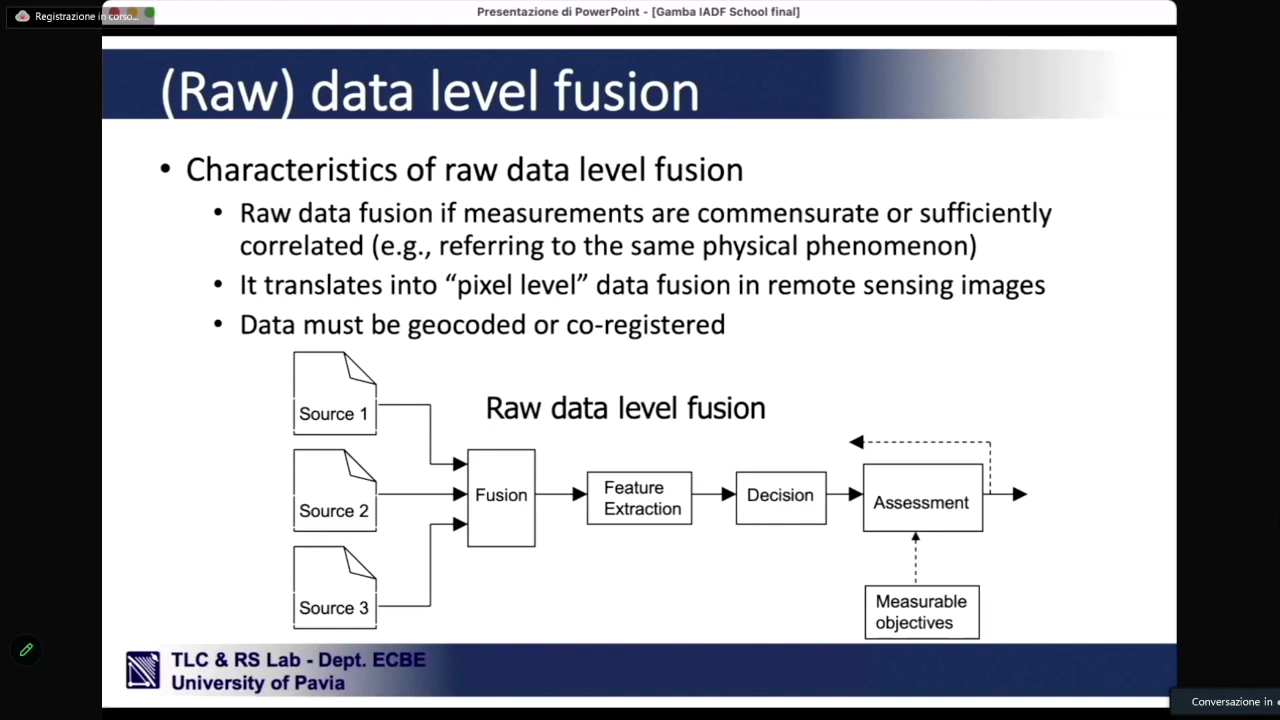 Registrazione in corso...
Presentazione di PowerPoint - [Gamba IADF School final]
(Raw) data level fusion
• Characteristics of raw data level fusion
• Raw data fusion if measurements are commensurate or sufficiently
correlated (e.g., referring to the same physical phenomenon)
• It translates into “pixel level” data fusion in remote sensing images
• Data must be geocoded or co-registered
Raw data level fusion
Source 1
Source 2
Source 3
Fusion
Feature
Extraction
Decision
Assessment
Measurable
objectives
TLC & RS Lab - Dept. ECBE
University of Pavia
Conversazione in